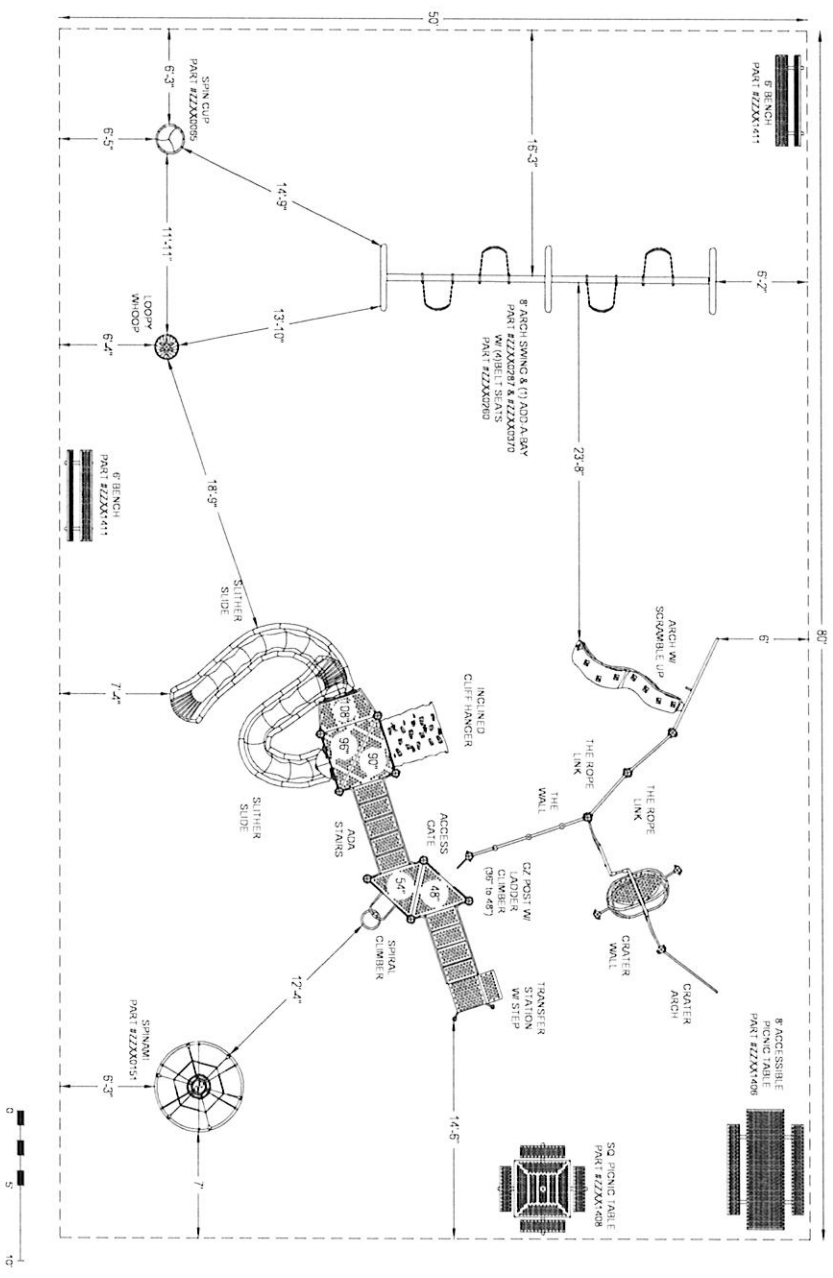 50'
80'
6' BENCH
PART #ZZXX1411
16'-3"
6'-3"
SPIN CUP
PART #ZZXX0085
6'-5"
14'-9"
11'-11"
13'-10"
LOOPY
WHOOP
6'-4"
6'-2"
8' ARCH SWING & (1) ADD-A-BAY
PART #ZZXX0287 & #ZZXX0370
W/ (4)BELT SEATS
PART #ZZXX0260
23'-8"
18'-9"
6' BENCH
PART #ZZXX1411
6'
ARCH W/
SCRAMBLE UP
SLITHER
SLIDE
7'-4"
INCLINED
CLIFF HANGER
108"
96"
90"
SLITHER
SLIDE
THE ROPE
LINK
THE ROPE
LINK
THE
WALL
ACCESS
GATE
ADA
STAIRS
54"
48"
GZ POST W/
LADDER
CLIMBER
(36" to 48")
CRATER
WALL
CRATER
ARCH
SPIRAL
CLIMBER
TRANSFER
STATION
W/ STEP
12'-4"
SPINAMI
PART #ZZXX0151
6'-3"
7'
14'-6"
8' ACCESSIBLE
PICNIC TABLE
PART #ZZXX1406
SQ. PICNIC TABLE
PART #ZZXX1408
0 5' 10'